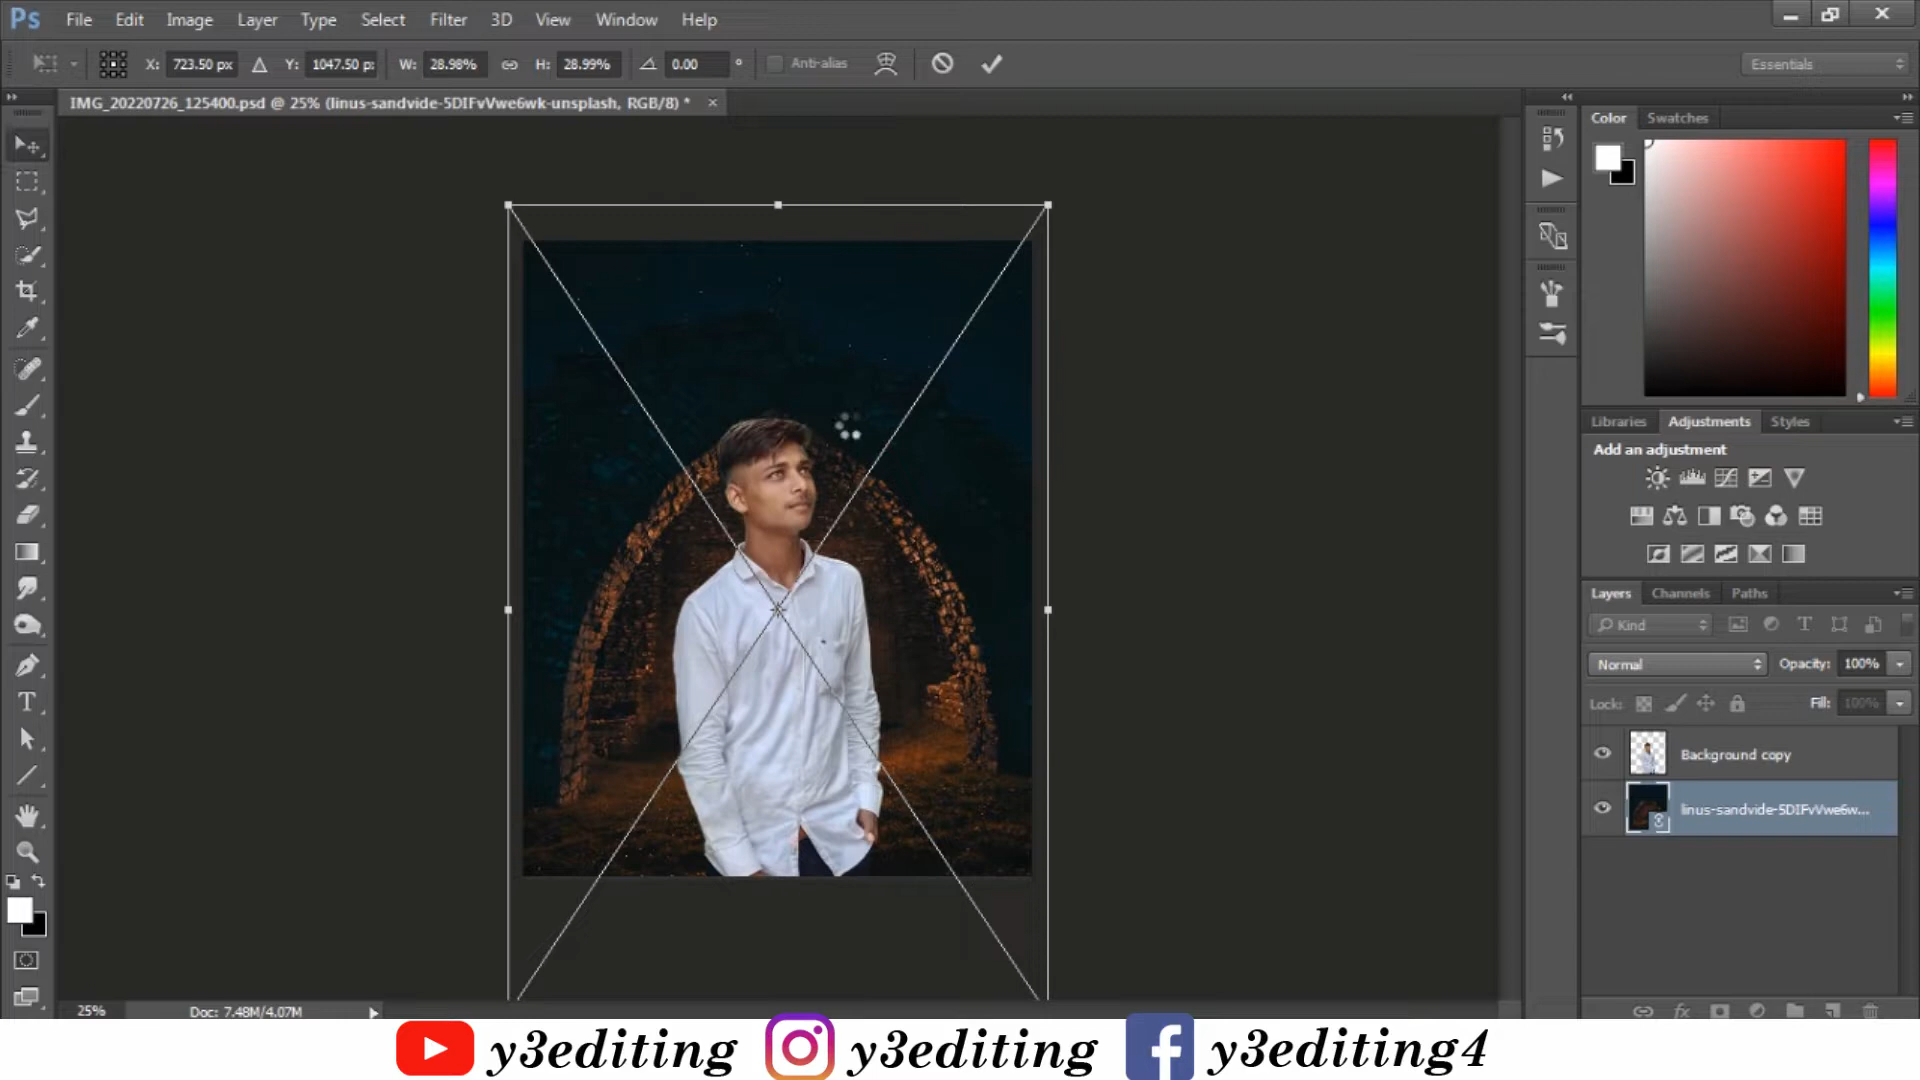 Ps File Edit Image Layer Type Select Filter 3D View Window Help
X: 723.50 px Y: 1047.50 p: W: 28.98% H: 28.99% 0.00 ° Anti-alias Essentials
IMG_20220726_125400.psd @ 25% (linus-sandvide-5DIFvVwe6wk-unsplash, RGB/8) * ×
Color Swatches
Libraries Adjustments Styles
Add an adjustment
Layers Channels Paths
Kind
Normal Opacity: 100%
Lock: Fill: 100%
Background copy
linus-sandvide-5DIFvVwe6w...
25% Doc: 7.48M/4.07M
y3editing y3editing y3editing4